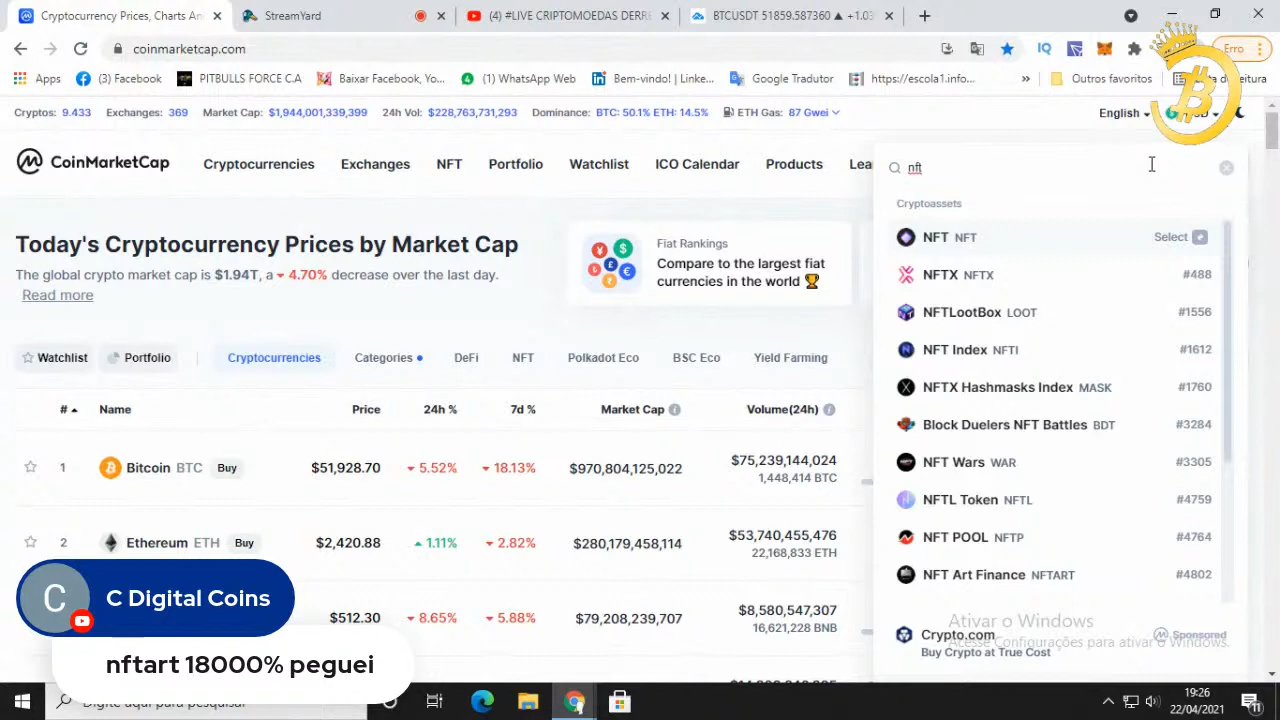 Cryptocurrency Prices, Charts An
StreamYard
(4) #LIVE CRIPTOMOEDAS DERRE
BTCUSDT 51859.587360 ▲ +1.03
coinmarketcap.com
IQ
Erro
Apps
(3) Facebook
PITBULLS FORCE C.A
Baixar Facebook, Yo...
(1) WhatsApp Web
Bem-vindo! | Linke...
Google Tradutor
https://escola1.info...
»
Outros favoritos
Cryptos: 9.433 Exchanges: 369 Market Cap: $1,944,001,339,399 24h Vol: $228,763,731,293 Dominance: BTC: 50.1% ETH: 14.5% ETH Gas: 87 Gwei
English
CoinMarketCap
Cryptocurrencies
Exchanges
NFT
Portfolio
Watchlist
ICO Calendar
Products
Lea
nft
Cryptoassets
NFT NFT Select
NFTX NFTX #488
NFTLootBox LOOT #1556
NFT Index NFTI #1612
NFTX Hashmasks Index MASK #1760
Block Duelers NFT Battles BDT #3284
NFT Wars WAR #3305
NFTL Token NFTL #4759
NFT POOL NFTP #4764
NFT Art Finance NFTART #4802
Crypto.com Sponsored
Buy Crypto at True Cost
Today's Cryptocurrency Prices by Market Cap
The global crypto market cap is $1.94T, a 4.70% decrease over the last day.
Read more
Fiat Rankings
Compare to the largest fiat
currencies in the world
Watchlist
Portfolio
Cryptocurrencies
Categories
DeFi
NFT
Polkadot Eco
BSC Eco
Yield Farming
# Name Price 24h % 7d % Market Cap Volume(24h)
1 Bitcoin BTC Buy $51,928.70 5.52% 18.13% $970,804,125,022 $75,239,144,024
1,448,414 BTC
2 Ethereum ETH Buy $2,420.88 1.11% 2.82% $280,179,458,114 $53,740,455,476
22,168,833 ETH
$512.30 8.65% 5.88% $79,208,239,707 $8,580,547,307
16,621,228 BNB
C
C Digital Coins
nftart 18000% peguei
Ativar o Windows
Acesse Configurações para ativar o Windows.
Digite aqui para pesquisar
19:26
22/04/2021
11